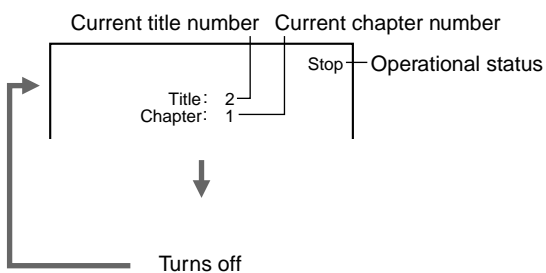 Current title number Current chapter number
Stop Operational status
Title: 2
Chapter: 1
Turns off